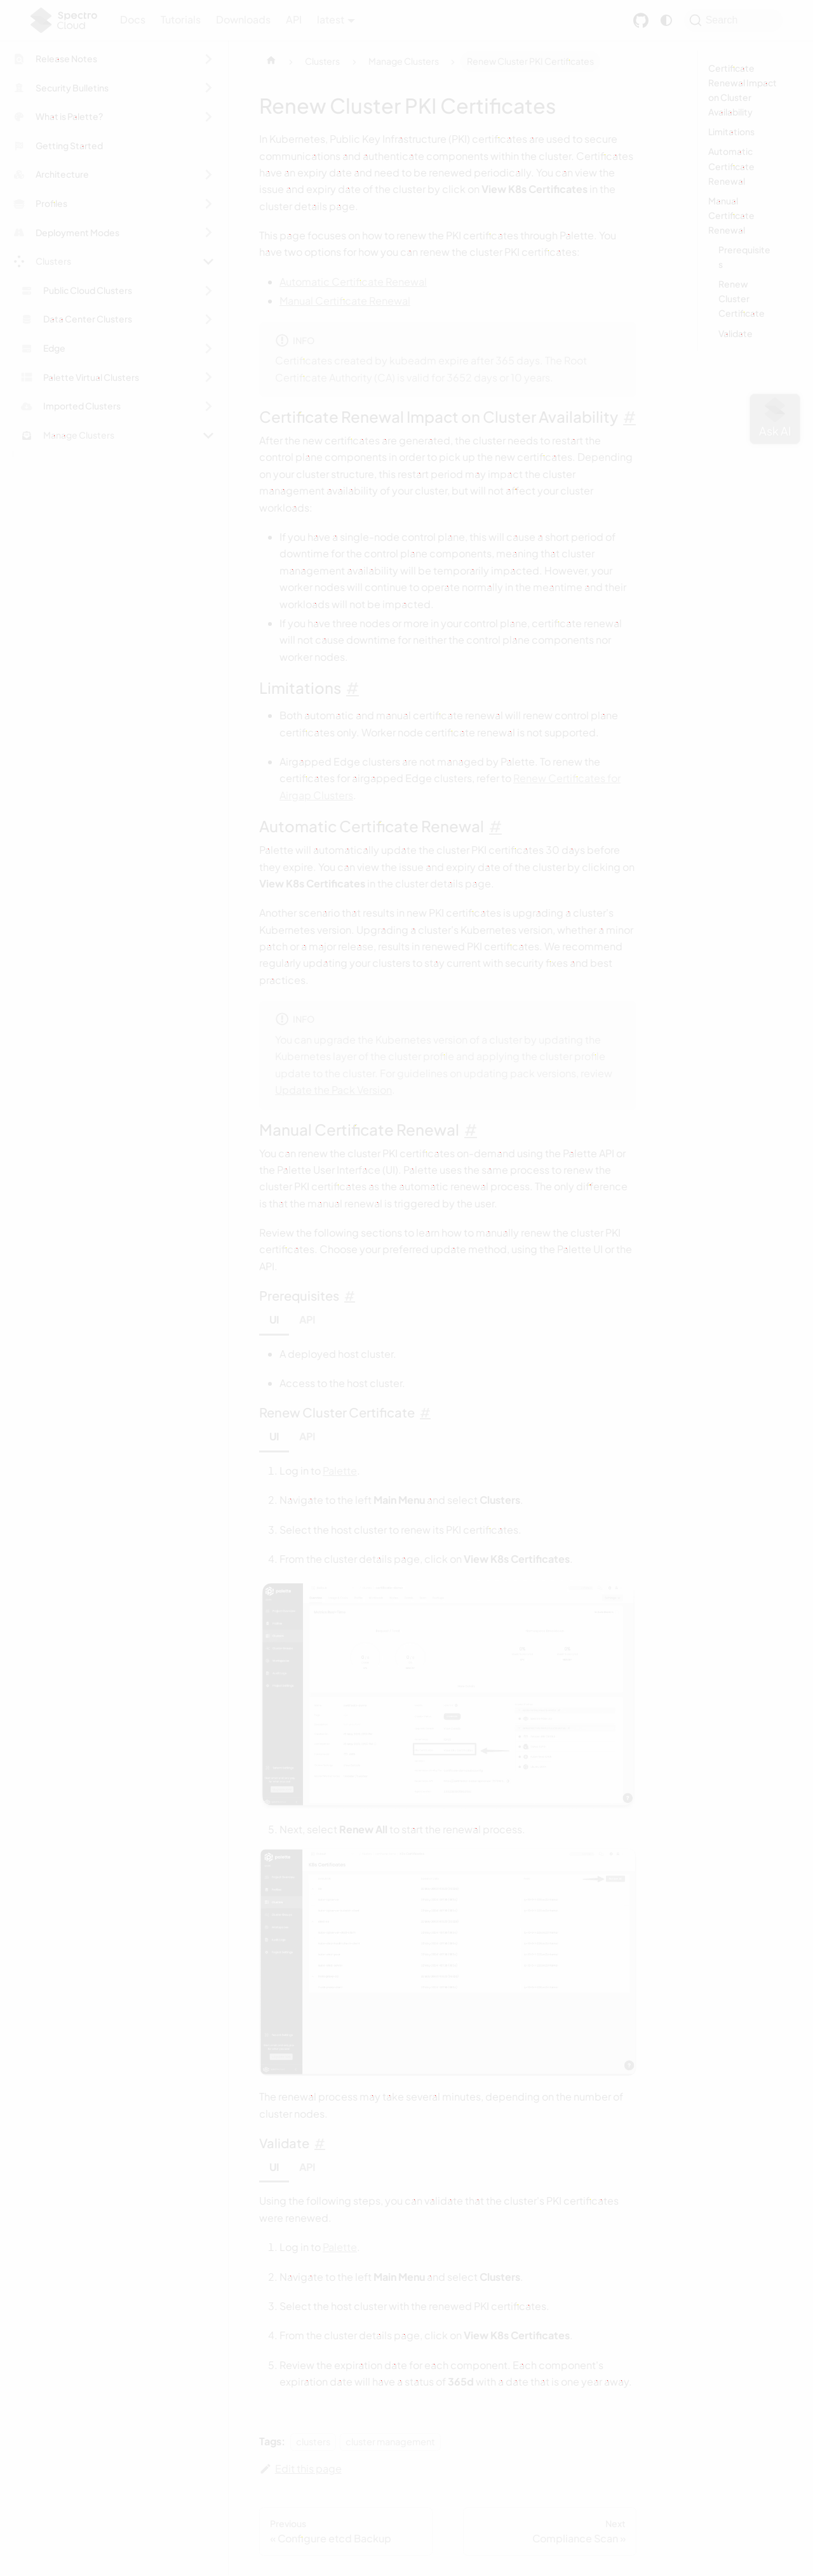 Spectro Cloud
Docs
Tutorials
Downloads
API
latest
Search
Release Notes
Security Bulletins
What is Palette?
Getting Started
Architecture
Profiles
Deployment Modes
Clusters
Public Cloud Clusters
Data Center Clusters
Edge
Palette Virtual Clusters
Imported Clusters
Manage Clusters
Clusters
Manage Clusters
Renew Cluster PKI Certificates
Renew Cluster PKI Certificates
In Kubernetes, Public Key Infrastructure (PKI) certificates are used to secure
communications and authenticate components within the cluster. Certificates
have an expiry date and need to be renewed periodically. You can view the
issue and expiry date of the cluster by click on View K8s Certificates in the
cluster details page.
This page focuses on how to renew the PKI certificates through Palette. You
have two options for how you can renew the cluster PKI certificates:
Automatic Certificate Renewal
Manual Certificate Renewal
INFO
Certificates created by kubeadm expire after 365 days. The Root
Certificate Authority (CA) is valid for 3652 days or 10 years.
Certificate Renewal Impact on Cluster Availability #
After the new certificates are generated, the cluster needs to restart the
control plane components in order to pick up the new certificates. Depending
on your cluster structure, this restart period may impact the cluster
management availability of your cluster, but will not affect your cluster
workloads:
If you have a single-node control plane, this will cause a short period of
downtime for the control plane components, meaning that cluster
management availability will be temporarily impacted. However, your
worker nodes will continue to operate normally in the meantime and their
workloads will not be impacted.
If you have three nodes or more in your control plane, certificate renewal
will not cause downtime for neither the control plane components nor
worker nodes.
Limitations #
Both automatic and manual certificate renewal will renew control plane
certificates only. Worker node certificate renewal is not supported.
Airgapped Edge clusters are not managed by Palette. To renew the
certificates for airgapped Edge clusters, refer to Renew Certificates for
Airgap Clusters.
Automatic Certificate Renewal #
Palette will automatically update the cluster PKI certificates 30 days before
they expire. You can view the issue and expiry date of the cluster by clicking on
View K8s Certificates in the cluster details page.
Another scenario that results in new PKI certificates is upgrading a cluster's
Kubernetes version. Upgrading a cluster's Kubernetes version, whether a minor
patch or a major release, results in renewed PKI certificates. We recommend
regularly updating your clusters to stay current with security fixes and best
practices.
INFO
You can upgrade the Kubernetes version of a cluster by updating the
Kubernetes layer of the cluster profile and applying the cluster profile
update to the cluster. For guidelines on updating pack versions, review
Update the Pack Version.
Manual Certificate Renewal #
You can renew the cluster PKI certificates on-demand using the Palette API or
the Palette User Interface (UI). Palette uses the same process to renew the
cluster PKI certificates as the automatic renewal process. The only difference
is that the manual renewal is triggered by the user.
Review the following sections to learn how to manually renew the cluster PKI
certificates. Choose your preferred update method, using the Palette UI or the
API.
Prerequisites #
UI API
A deployed host cluster.
Access to the host cluster.
Renew Cluster Certificate #
UI API
1. Log in to Palette.
2. Navigate to the left Main Menu and select Clusters.
3. Select the host cluster to renew its PKI certificates.
4. From the cluster details page, click on View K8s Certificates.
5. Next, select Renew All to start the renewal process.
The renewal process may take several minutes, depending on the number of
cluster nodes.
Validate #
UI API
Using the following steps, you can validate that the cluster's PKI certificates
were renewed.
1. Log in to Palette.
2. Navigate to the left Main Menu and select Clusters.
3. Select the host cluster with the renewed PKI certificates.
4. From the cluster details page, click on View K8s Certificates.
5. Review the expiration date for each component. Each component's
expiration date will have a status of 365d with a date that is one year away.
Tags:
clusters
cluster management
Edit this page
Previous
« Configure etcd Backup
Next
Compliance Scan »
Certificate
Renewal Impact
on Cluster
Availability
Limitations
Automatic
Certificate
Renewal
Manual
Certificate
Renewal
Prerequisite
s
Renew
Cluster
Certificate
Validate
Ask AI